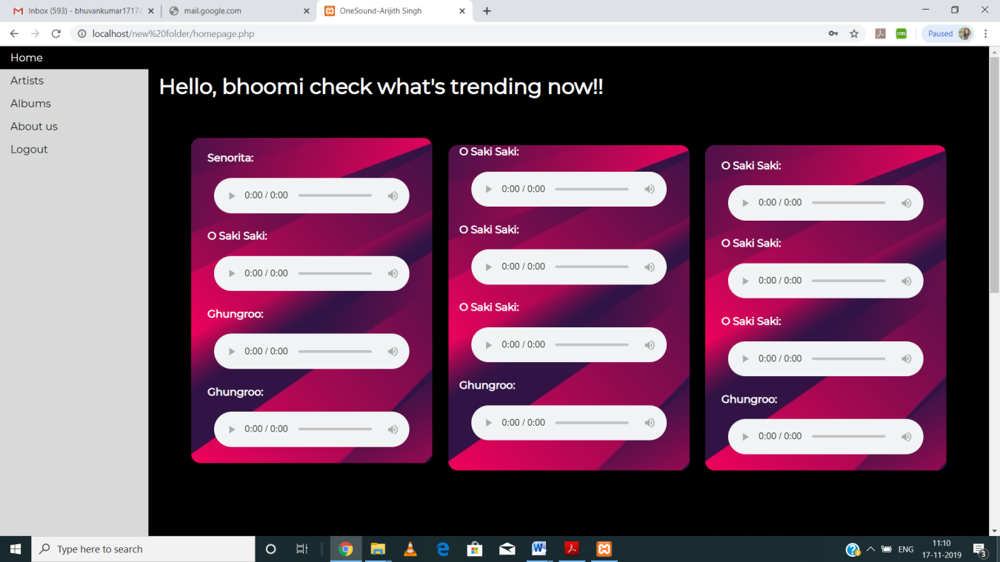 Inbox (593) - bhuvankumar1717
mail.google.com
OneSound-Arijith Singh
localhost/new%20folder/homepage.php
CORS
Paused
Home
Artists
Albums
About us
Logout
Hello, bhoomi check what's trending now!!
Senorita:
0:00 / 0:00
O Saki Saki:
0:00 / 0:00
Ghungroo:
0:00 / 0:00
Ghungroo:
0:00 / 0:00
O Saki Saki:
0:00 / 0:00
O Saki Saki:
0:00 / 0:00
O Saki Saki:
0:00 / 0:00
Ghungroo:
0:00 / 0:00
O Saki Saki:
0:00 / 0:00
O Saki Saki:
0:00 / 0:00
O Saki Saki:
0:00 / 0:00
Ghungroo:
0:00 / 0:00
Type here to search
ENG
11:10
17-11-2019
3